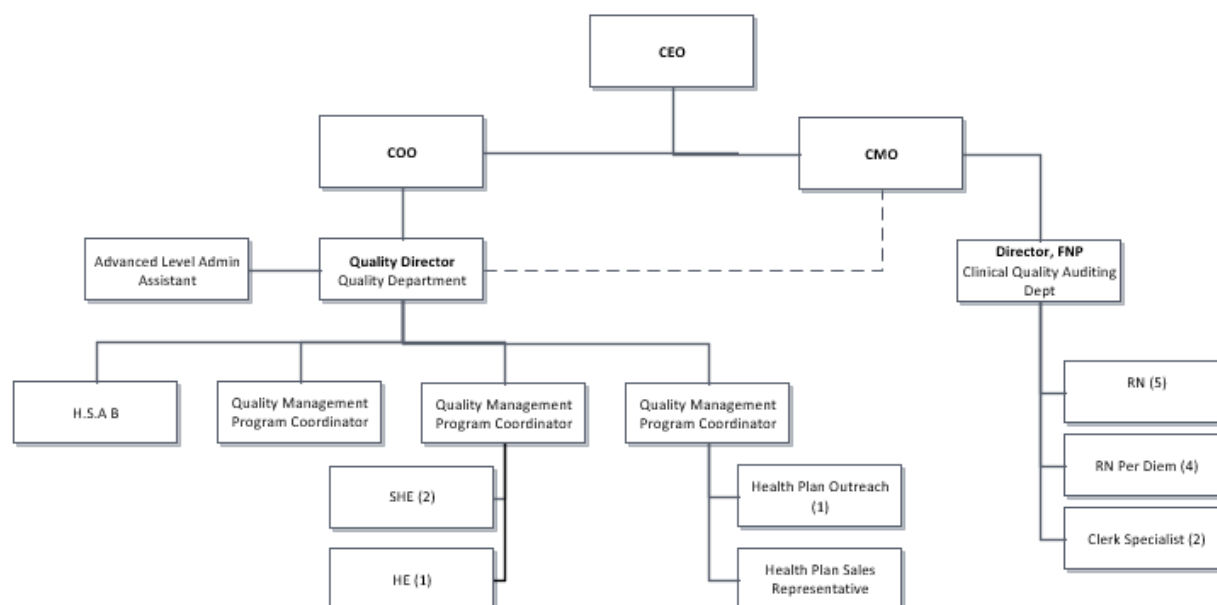 CEO
COO
CMO
Advanced Level Admin
Assistant
Quality Director
Quality Department
Director, FNP
Clinical Quality Auditing
Dept
H.S.A B
Quality Management
Program Coordinator
Quality Management
Program Coordinator
Quality Management
Program Coordinator
RN (5)
RN Per Diem (4)
Clerk Specialist (2)
SHE (2)
HE (1)
Health Plan Outreach
(1)
Health Plan Sales
Representative